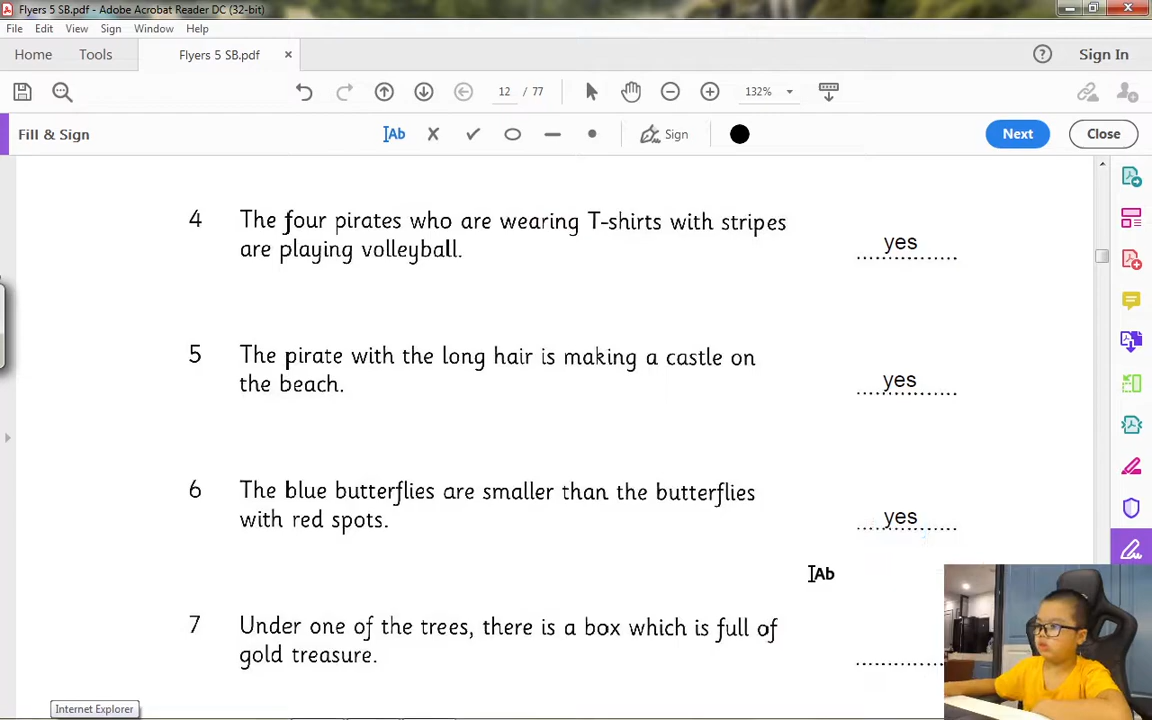 Flyers 5 SB.pdf - Adobe Acrobat Reader DC (32-bit)
File Edit View Sign Window Help
Home Tools Flyers 5 SB.pdf × ? Sign In
12 / 77 132%
Fill & Sign Ab Sign Next Close
4 The four pirates who are wearing T-shirts with stripes
are playing volleyball. yes
5 The pirate with the long hair is making a castle on
the beach. yes
6 The blue butterflies are smaller than the butterflies
with red spots. yes
Ab
7 Under one of the trees, there is a box which is full of
gold treasure.
Internet Explorer